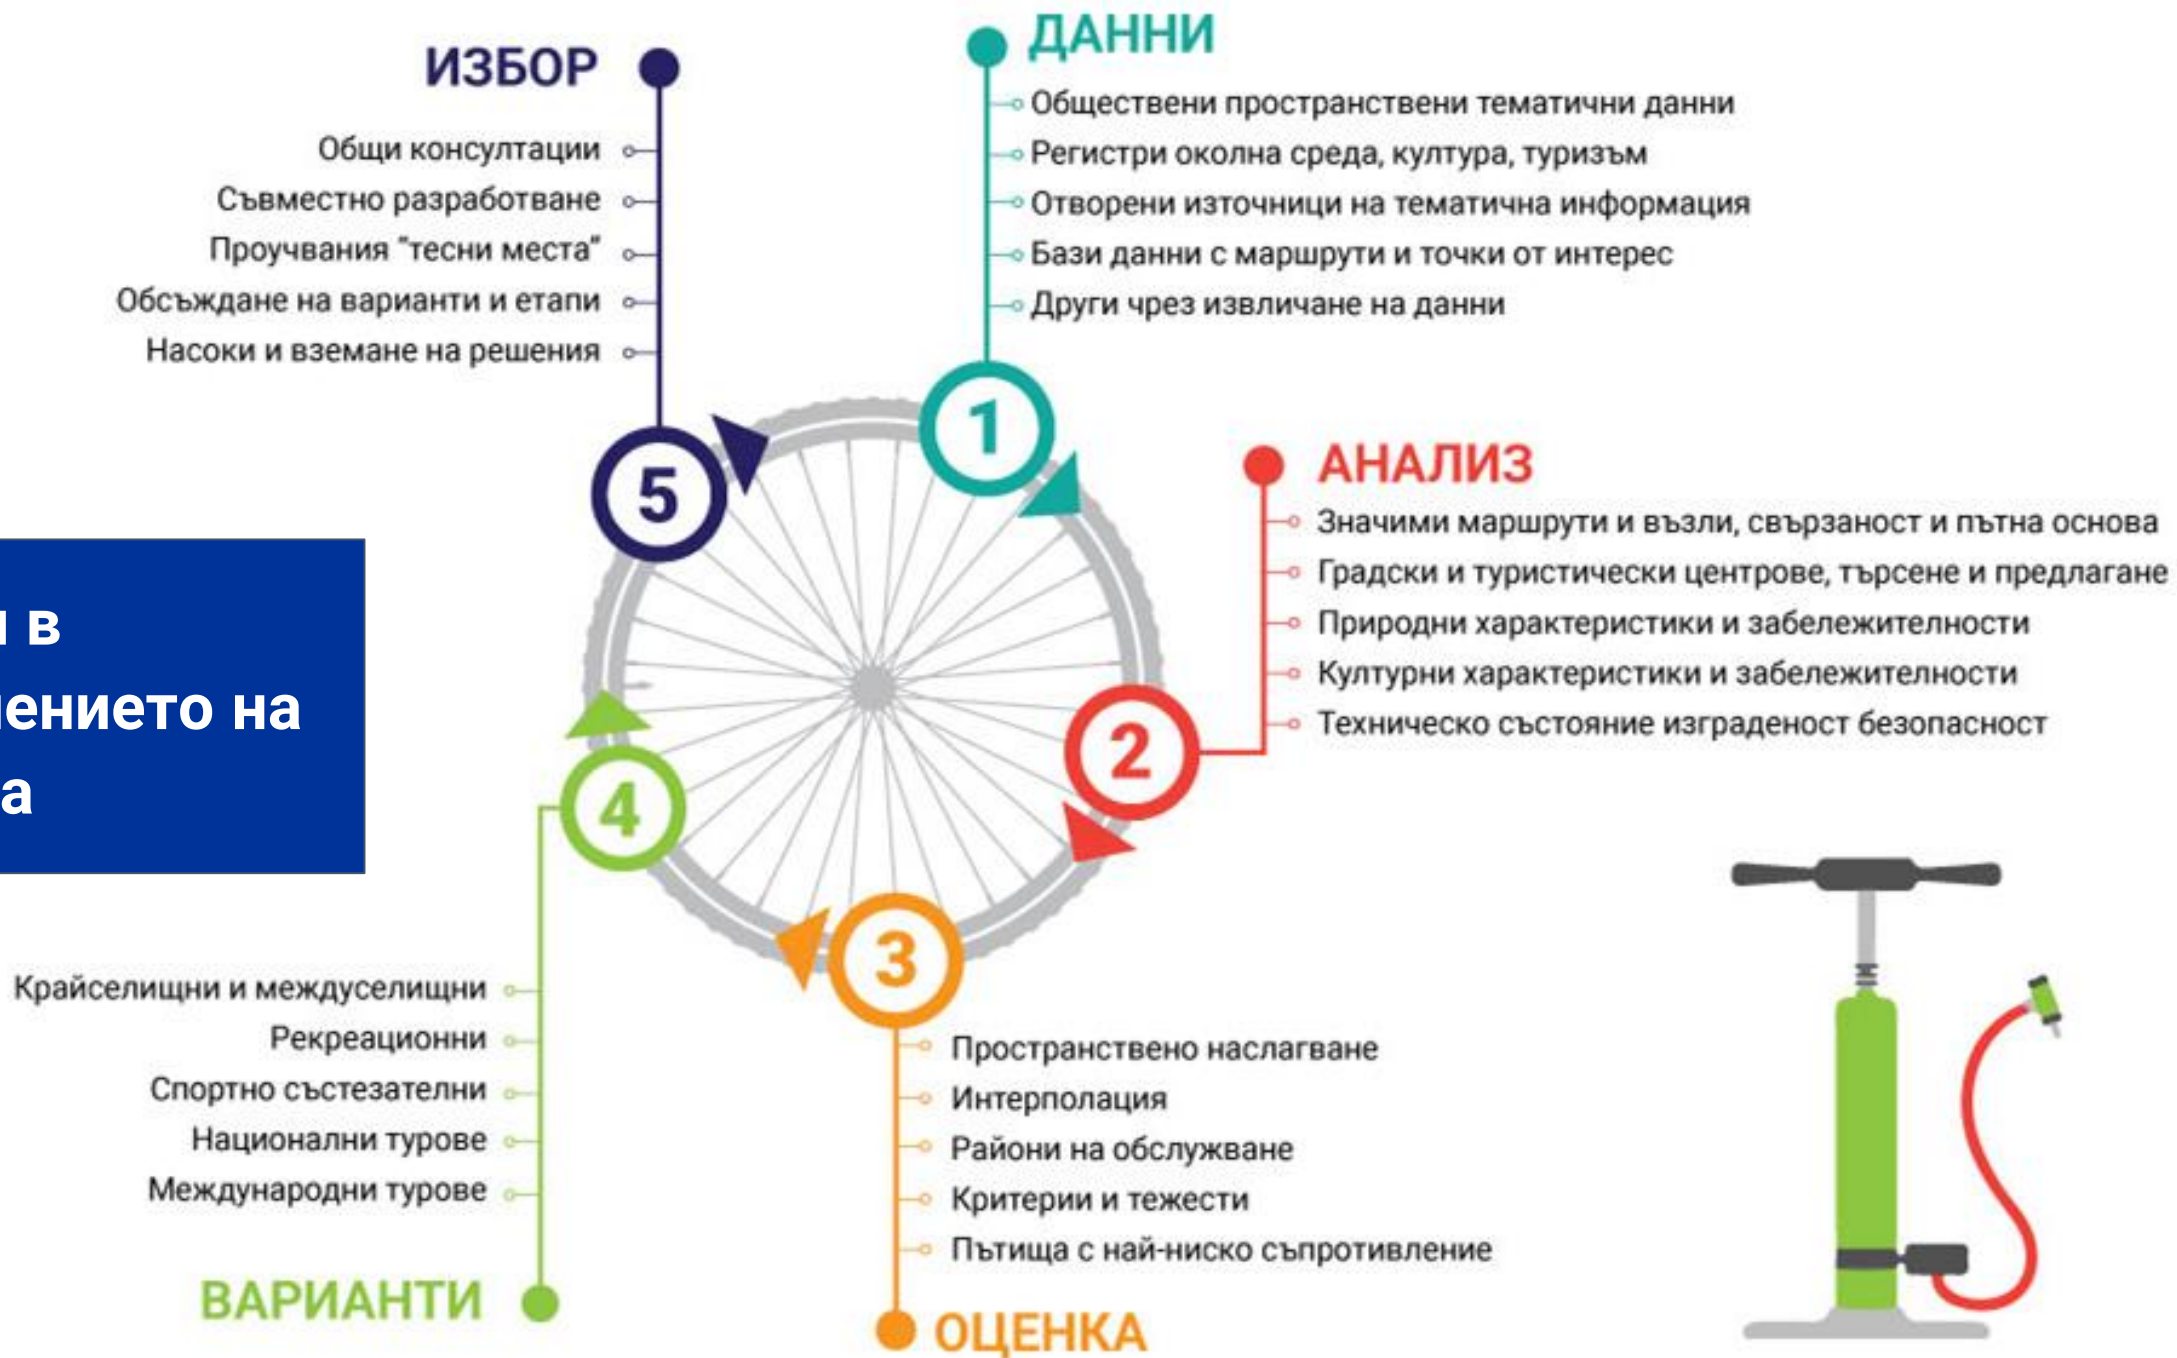 ИЗБОР
Общи консултации
Съвместно разработване
Проучвания "тесни места"
Обсъждане на варианти и етапи
Насоки и вземане на решения
ДАННИ
Обществени пространствени тематични данни
Регистри околна среда, култура, туризъм
Отворени източници на тематична информация
Бази данни с маршрути и точки от интерес
Други чрез извличане на данни
1
АНАЛИЗ
Значими маршрути и възли, свързаност и пътна основа
Градски и туристически центрове, търсене и предлагане
Природни характеристики и забележителности
Културни характеристики и забележителности
Техническо състояние изграденост безопасност
5
2
в
на
4
3
Крайселищни и междуселищни
Рекреационни
Спортно състезателни
Национални турове
Международни турове
ВАРИАНТИ
Пространствено наслагване
Интерполация
Райони на обслужване
Критерии и тежести
Пътища с най-ниско съпротивление
ОЦЕНКА